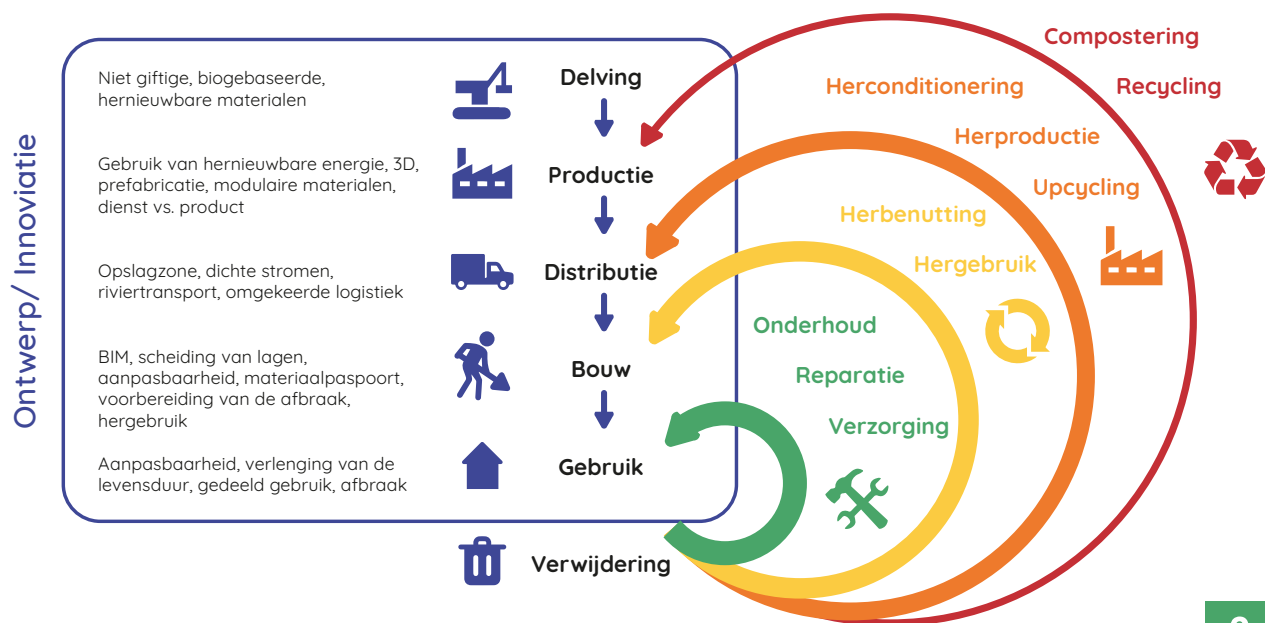 Ontwerp/ Innoviatie
Niet giftige, biogebaseerde,
hernieuwbare materialen
Delving
Gebruik van hernieuwbare energie, 3D,
prefabricatie, modulaire materialen,
dienst vs. product
Productie
Opslagzone, dichte stromen,
riviertransport, omgekeerde logistiek
Distributie
BIM, scheiding van lagen,
aanpasbaarheid, materiaalpaspoort,
voorbereiding van de afbraak,
hergebruik
Bouw
Aanpasbaarheid, verlenging van de
levensduur, gedeeld gebruik, afbraak
Gebruik
Verwijdering
Compostering
Recycling
Herconditionering
Herproductie
Upcycling
Herbenutting
Hergebruik
Onderhoud
Reparatie
Verzorging